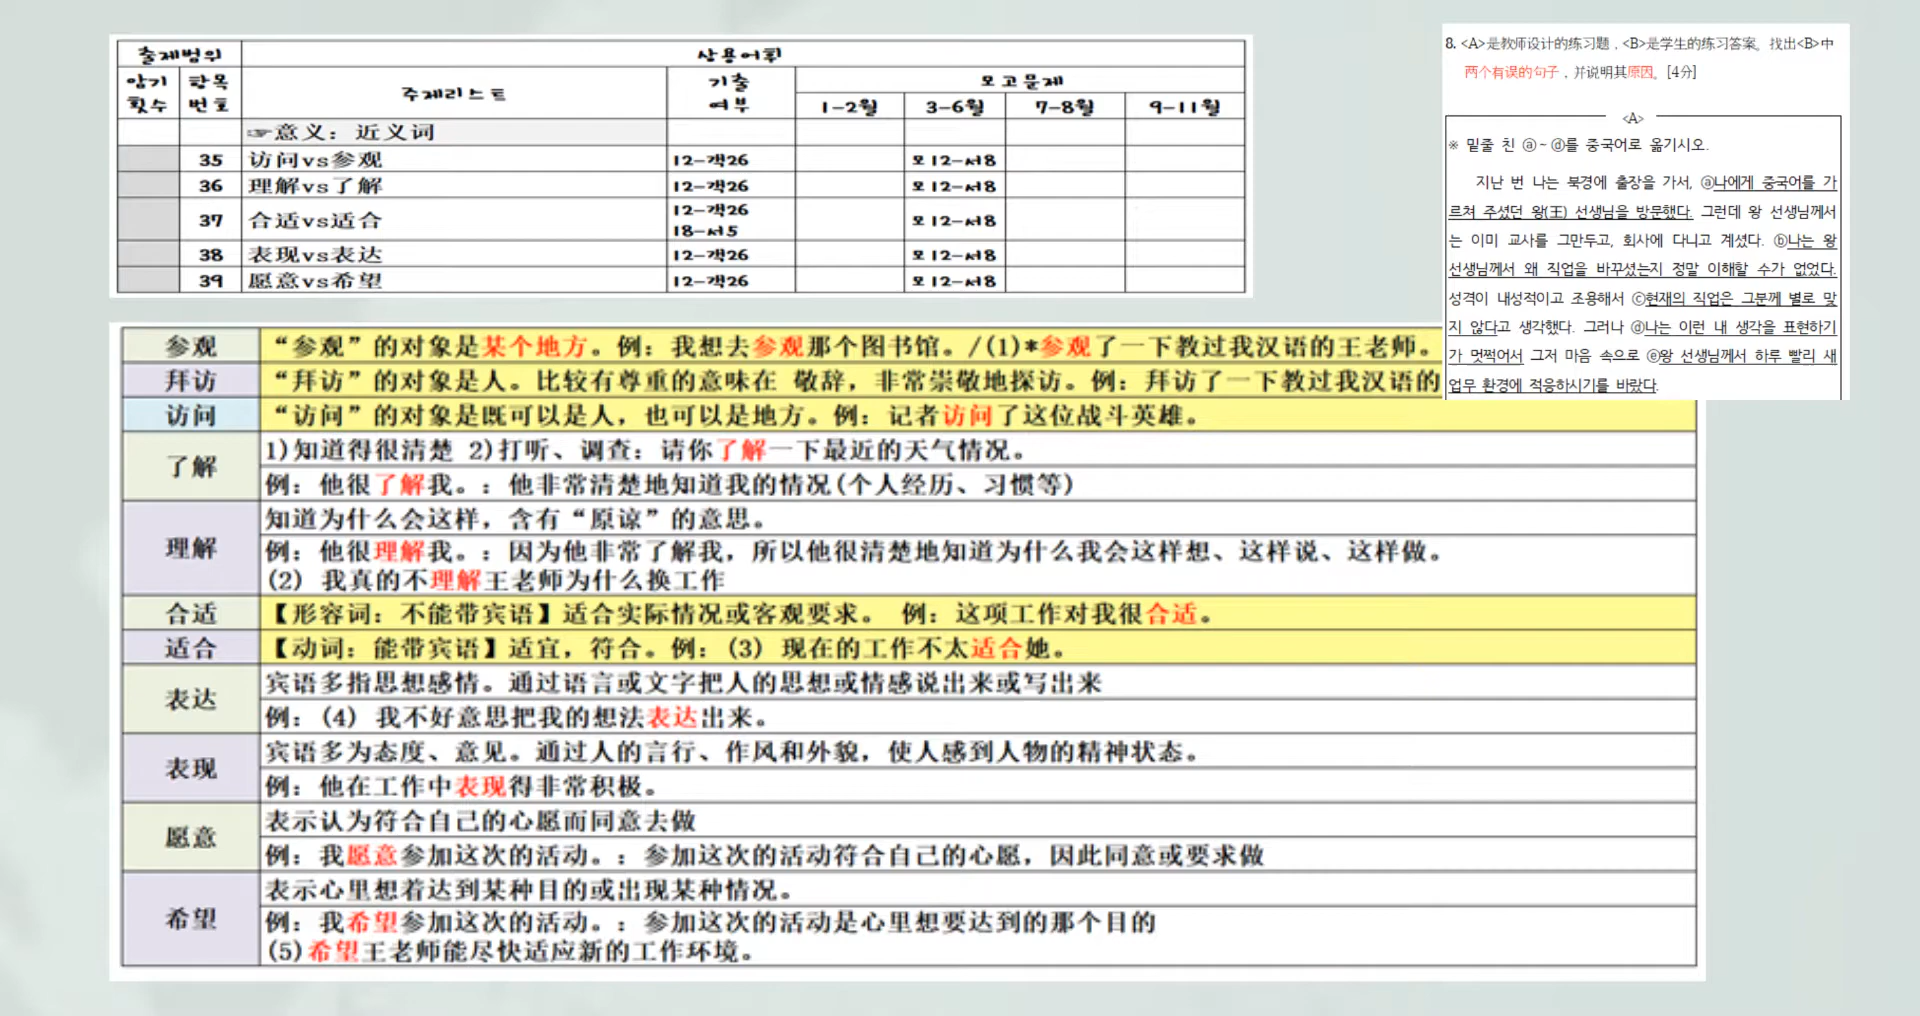 출제범위 상용어휘
암기 횟수 항목 번호 주제리스트 기출 여부 모고문제
1-2월 3-6월 7-8월 9-11월
☞意义：近义词
35 访问vs参观 12-객26 모12-서8
36 理解vs了解 12-객26 모12-서8
37 合适vs适合 12-객26 18-서5 모12-서8
38 表现vs表达 12-객26 모12-서8
39 愿意vs希望 12-객26 모12-서8
8. <A>是教师设计的练习题，<B>是学生的练习答案。找出<B>中
两个有误的句子，并说明其原因。[4分]
<A>
※ 밑줄 친 ⓐ~ⓓ를 중국어로 옮기시오.
지난 번 나는 북경에 출장을 가서, ⓐ나에게 중국어를 가
르쳐 주셨던 왕(王) 선생님을 방문했다. 그런데 왕 선생님께서
는 이미 교사를 그만두고, 회사에 다니고 계셨다. ⓑ나는 왕
선생님께서 왜 직업을 바꾸셨는지 정말 이해할 수가 없었다.
성격이 내성적이고 조용해서 ⓒ현재의 직업은 그분께 별로 맞
지 않다고 생각했다. 그러나 ⓓ나는 이런 내 생각을 표현하기
가 멋쩍어서 그저 마음 속으로 ⓔ왕 선생님께서 하루 빨리 새
업무 환경에 적응하시기를 바랐다.
参观 “参观”的对象是某个地方。例：我想去参观那个图书馆。/(1)*参观了一下教过我汉语的王老师。
拜访 “拜访”的对象是人。比较有尊重的意味在 敬辞，非常崇敬地探访。例：拜访了一下教过我汉语的
访问 “访问”的对象是既可以是人，也可以是地方。例：记者访问了这位战斗英雄。
了解 1)知道得很清楚 2)打听、调查：请你了解一下最近的天气情况。
例：他很了解我。：他非常清楚地知道我的情况(个人经历、习惯等)
理解 知道为什么会这样，含有“原谅”的意思。
例：他很理解我。：因为他非常了解我，所以他很清楚地知道为什么我会这样想、这样说、这样做。
(2) 我真的不理解王老师为什么换工作
合适 【形容词：不能带宾语】适合实际情况或客观要求。 例：这项工作对我很合适。
适合 【动词：能带宾语】适宜，符合。例：(3) 现在的工作不太适合她。
表达 宾语多指思想感情。通过语言或文字把人的思想或情感说出来或写出来
例：(4) 我不好意思把我的想法表达出来。
表现 宾语多为态度、意见。通过人的言行、作风和外貌，使人感到人物的精神状态。
例：他在工作中表现得非常积极。
愿意 表示认为符合自己的心愿而同意去做
例：我愿意参加这次的活动。：参加这次的活动符合自己的心愿，因此同意或要求做
希望 表示心里想着达到某种目的或出现某种情况。
例：我希望参加这次的活动。：参加这次的活动是心里想要达到的那个目的
(5)希望王老师能尽快适应新的工作环境。